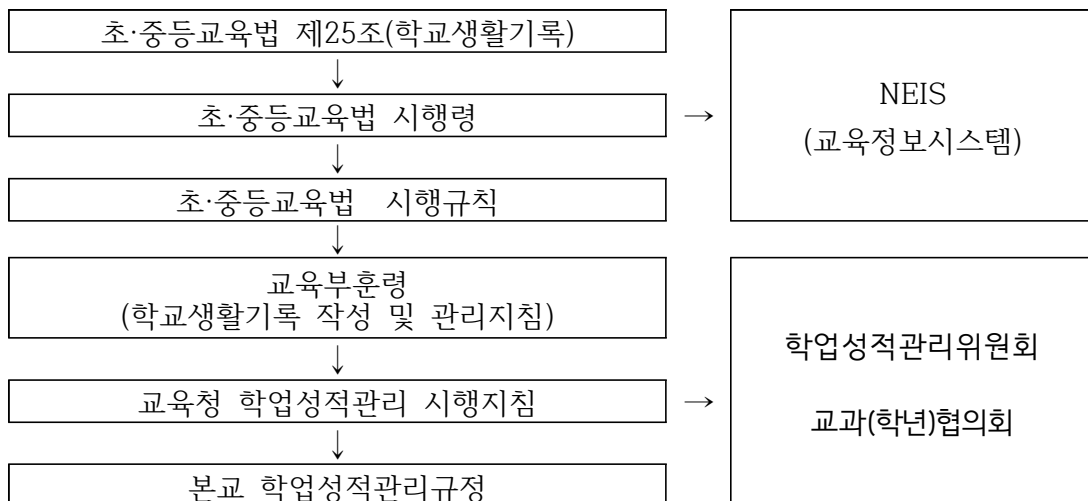 초·중등교육법 제25조(학교생활기록)
↓
초·중등교육법 시행령
→
NEIS
(교육정보시스템)
↓
초·중등교육법 시행규칙
↓
교육부훈령
(학교생활기록 작성 및 관리지침)
↓
교육청 학업성적관리 시행지침
→
학업성적관리위원회
교과(학년)협의회
↓
본교 학업성적관리규정